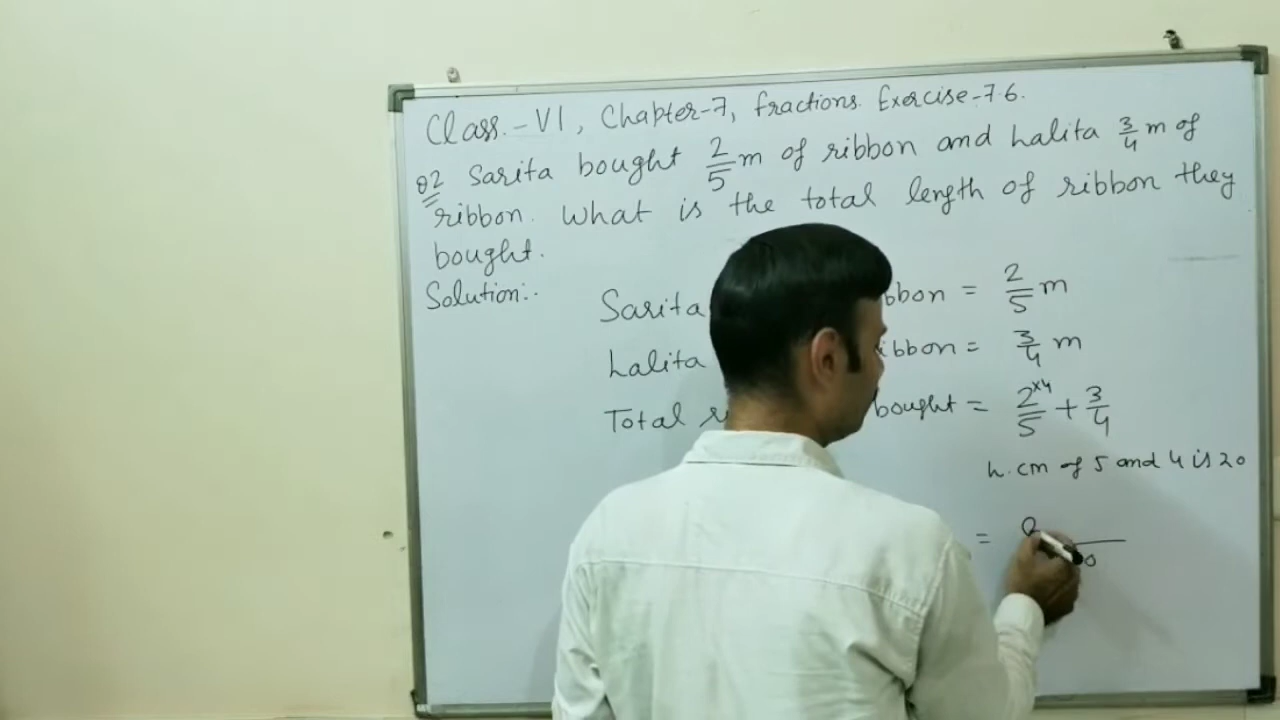 Class.-VI, Chapter-7, fractions. Exercise-7.6.
Q2 Sarita bought 2/5 m of ribbon and Lalita 3/4 m of
ribbon. What is the total length of ribbon they
bought.
Solution:.
Sarita = 2/5 m
Lalita = 3/4 m
Total bought = 2×4/5 + 3/4
L.cm of 5 and 4 is 20
=